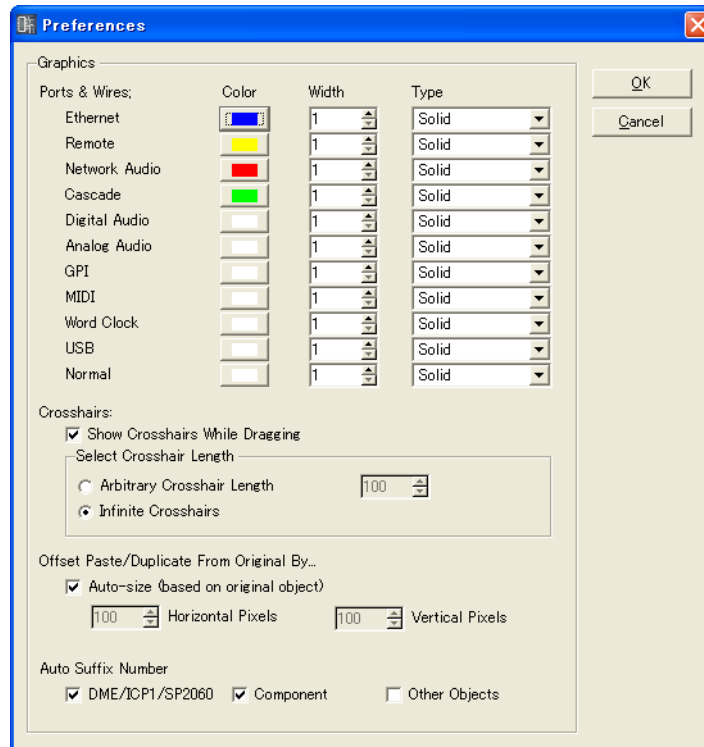 Preferences
Graphics
OK
Ports & Wires; Color Width Type
Ethernet 1 Solid
Cancel
Remote 1 Solid
Network Audio 1 Solid
Cascade 1 Solid
Digital Audio 1 Solid
Analog Audio 1 Solid
GPI 1 Solid
MIDI 1 Solid
Word Clock 1 Solid
USB 1 Solid
Normal 1 Solid
Crosshairs:
Show Crosshairs While Dragging
Select Crosshair Length
Arbitrary Crosshair Length 100
Infinite Crosshairs
Offset Paste/Duplicate From Original By...
Auto-size (based on original object)
100 Horizontal Pixels 100 Vertical Pixels
Auto Suffix Number
DME/ICP1/SP2060 Component Other Objects